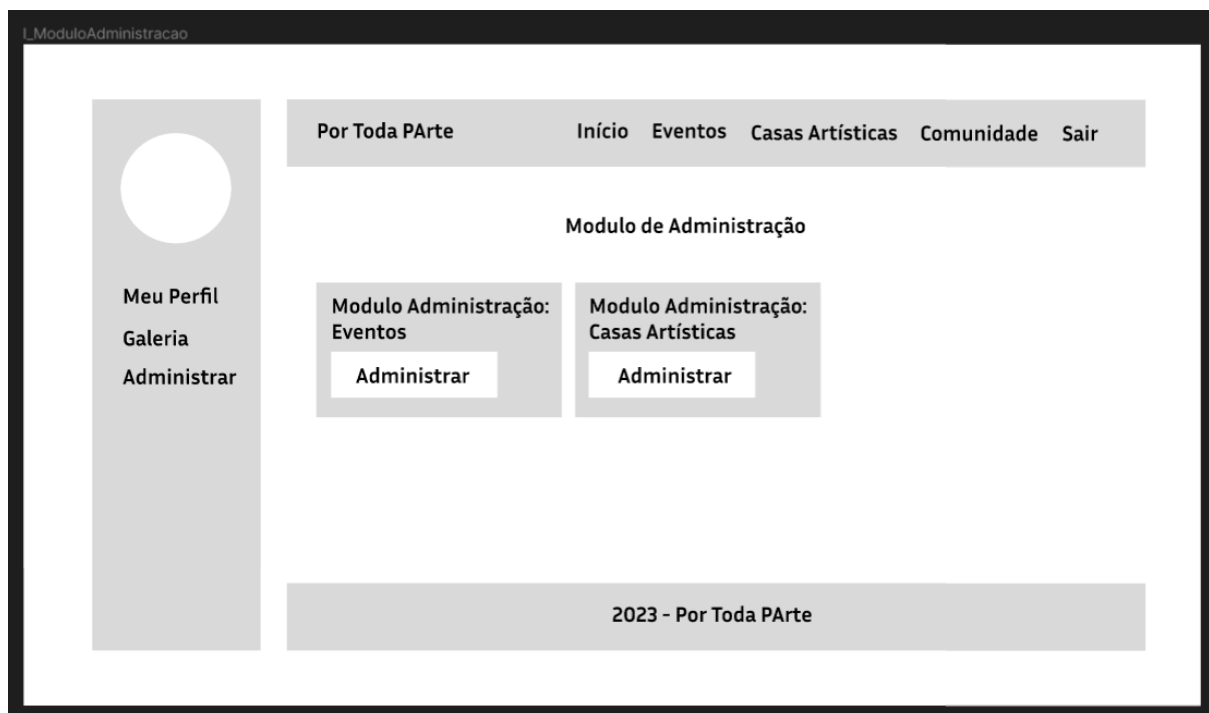 I_ModuloAdministracao
Por Toda PArte
Início Eventos Casas Artísticas Comunidade Sair
Modulo de Administração
Meu Perfil
Galeria
Administrar
Modulo Administração:
Eventos
Administrar
Modulo Administração:
Casas Artísticas
Administrar
2023 - Por Toda PArte